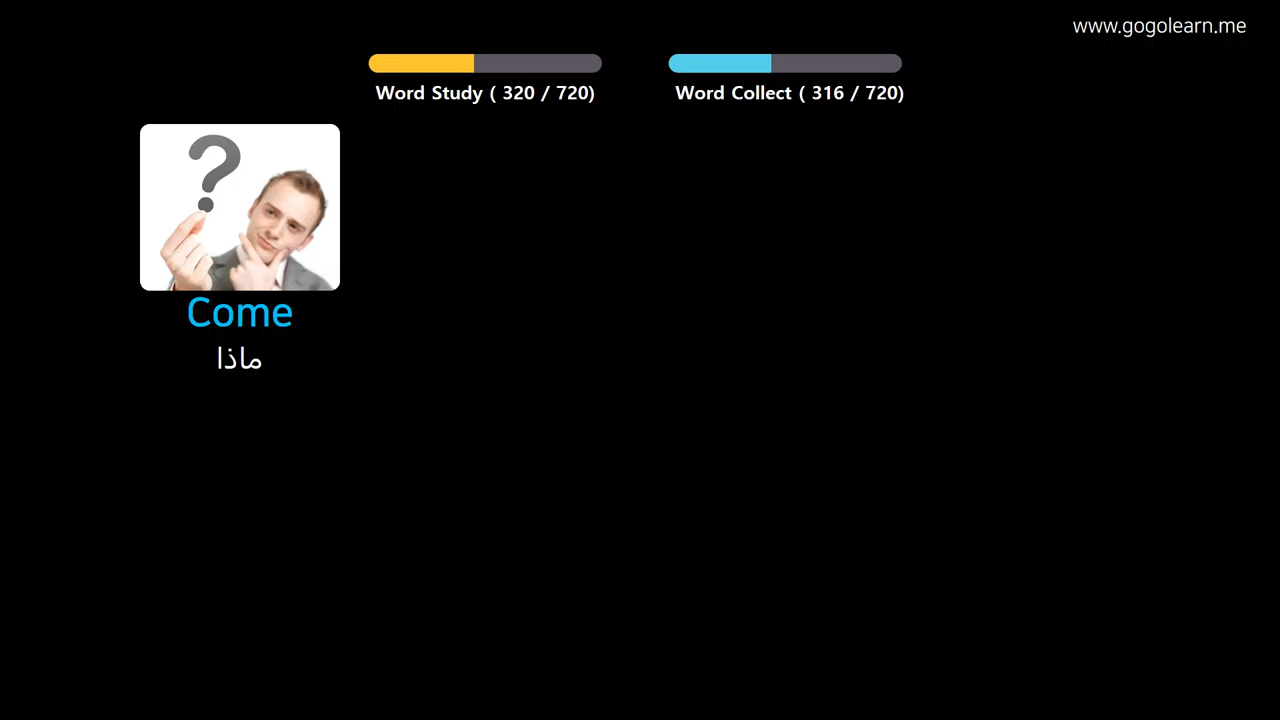 www.gogolearn.me
Word Study ( 320 / 720)
Word Collect ( 316 / 720)
?
Come
ماذا